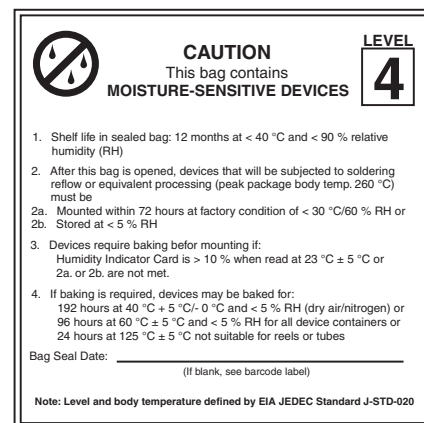 LEVEL
CAUTION
4
This bag contains
MOISTURE-SENSITIVE DEVICES
1. Shelf life in sealed bag: 12 months at < 40 °C and < 90 % relative
humidity (RH)
2. After this bag is opened, devices that will be subjected to soldering
reflow or equivalent processing (peak package body temp. 260 °C)
must be
2a. Mounted within 72 hours at factory condition of < 30 °C/60 % RH or
2b. Stored at < 5 % RH
3. Devices require baking befor mounting if:
Humidity Indicator Card is > 10 % when read at 23 °C ± 5 °C or
2a. or 2b. are not met.
4. If baking is required, devices may be baked for:
192 hours at 40 °C + 5 °C/- 0 °C and < 5 % RH (dry air/nitrogen) or
96 hours at 60 °C ± 5 °C and < 5 % RH for all device containers or
24 hours at 125 °C ± 5 °C not suitable for reels or tubes
Bag Seal Date:
(If blank, see barcode label)
Note: Level and body temperature defined by EIA JEDEC Standard J-STD-020